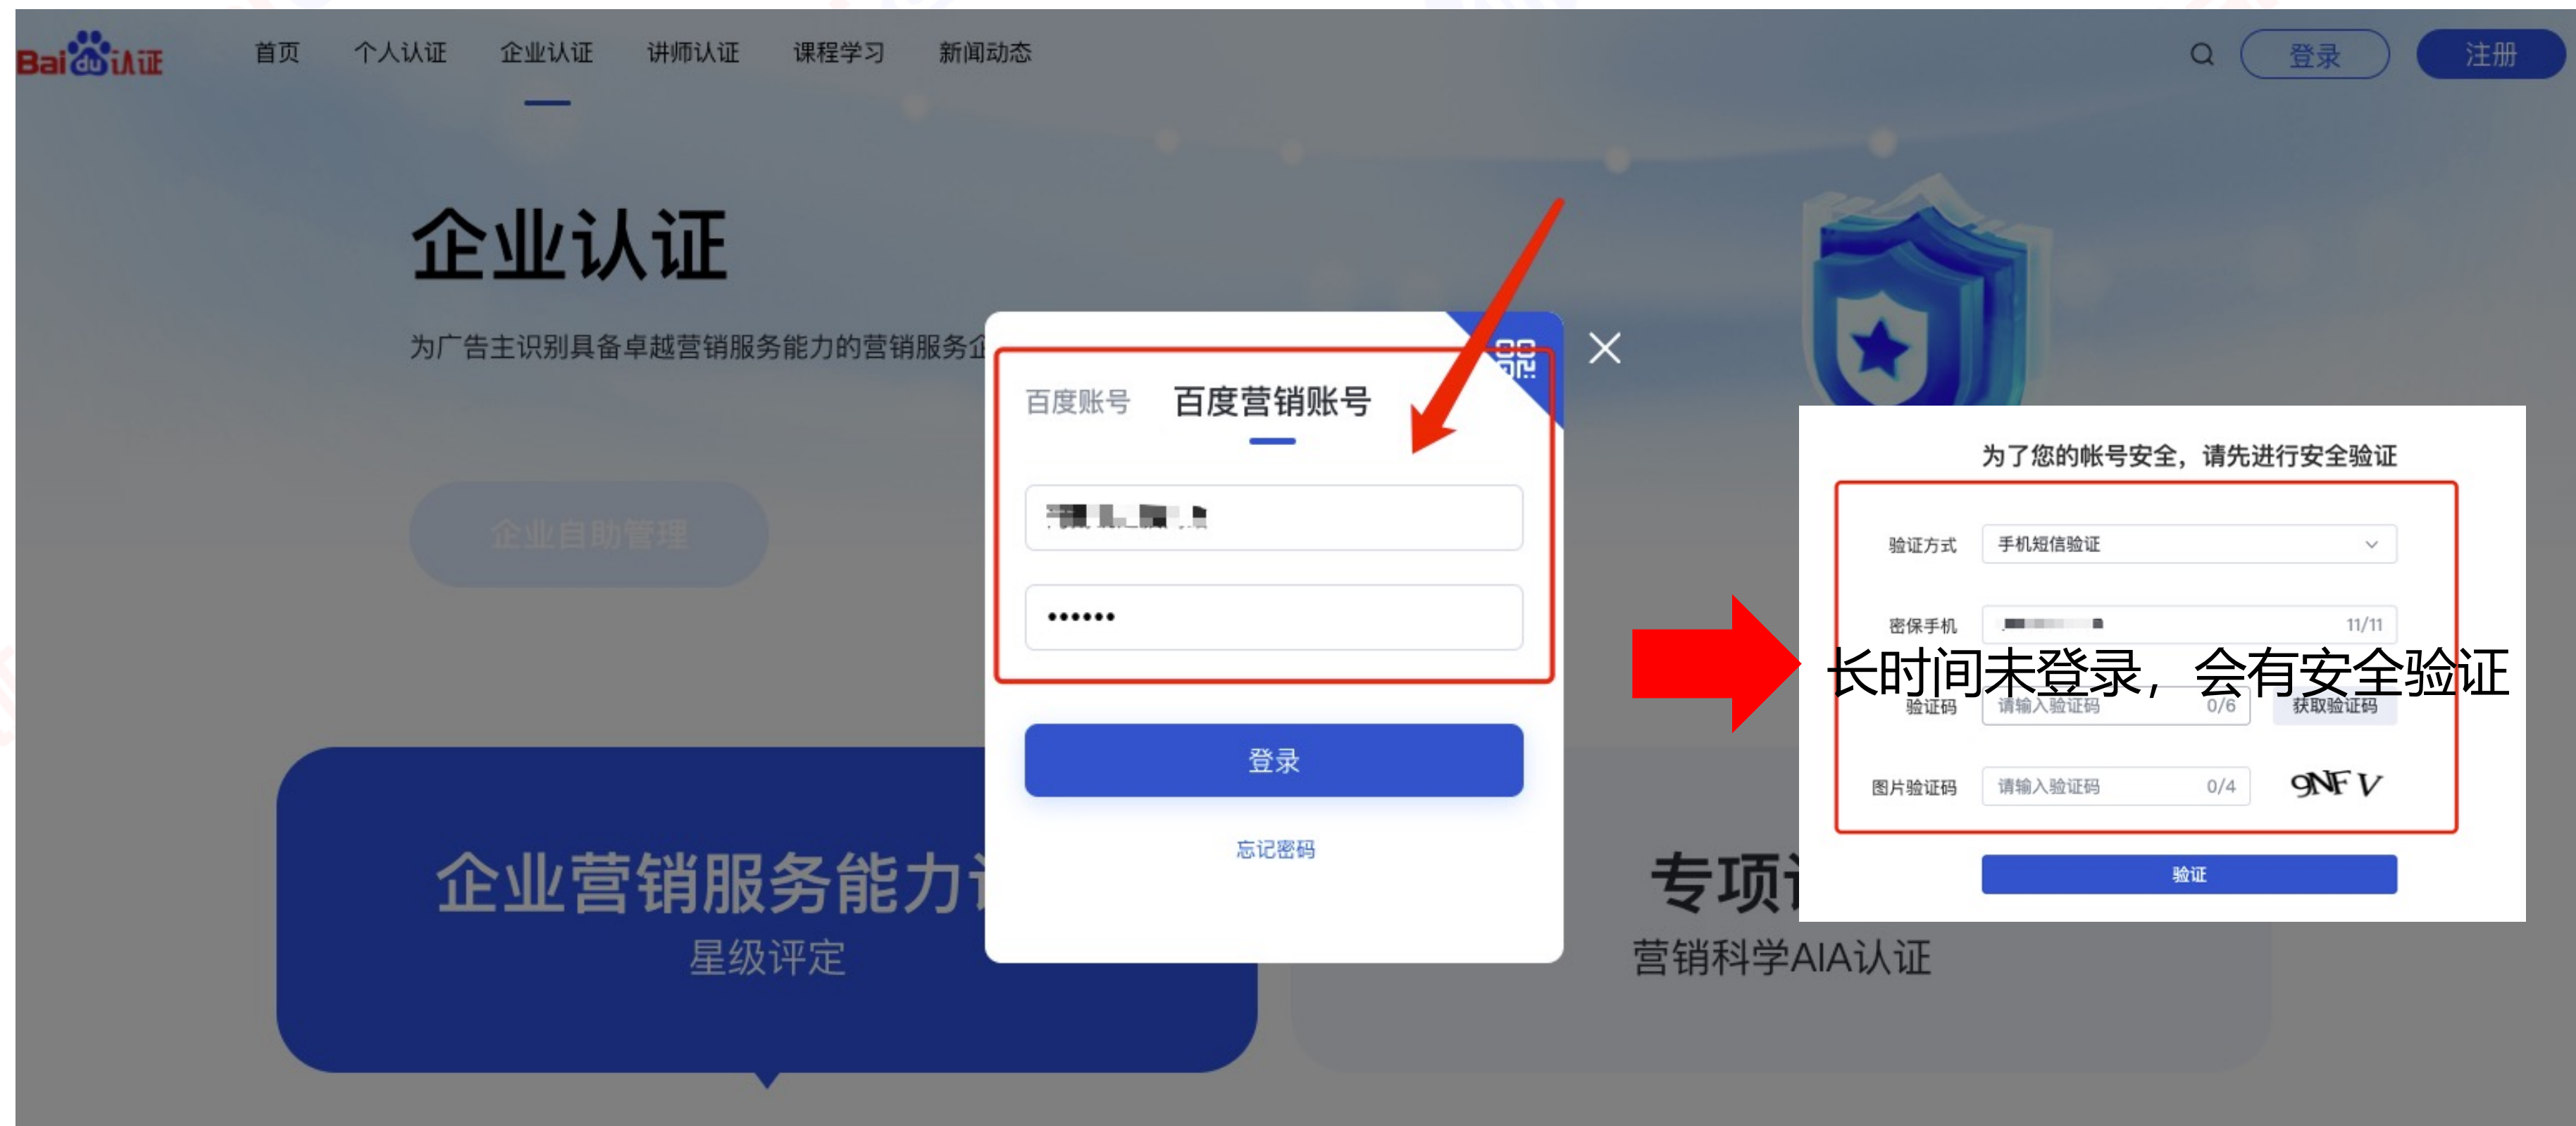 Bai du 认证
首页 个人认证 企业认证 讲师认证 课程学习 新闻动态 登录 注册
企业认证
为广告主识别具备卓越营销服务能力的营销服务企
企业自助管理
百度账号 百度营销账号
••••••
登录
忘记密码
为了您的帐号安全，请先进行安全验证
验证方式 手机短信验证
密保手机 11/11
长时间未登录，会有安全验证
验证码 请输入验证码 0/6 获取验证码
图片验证码 请输入验证码 0/4 9NFV
验证
企业营销服务能力
星级评定
专项
营销科学AIA认证